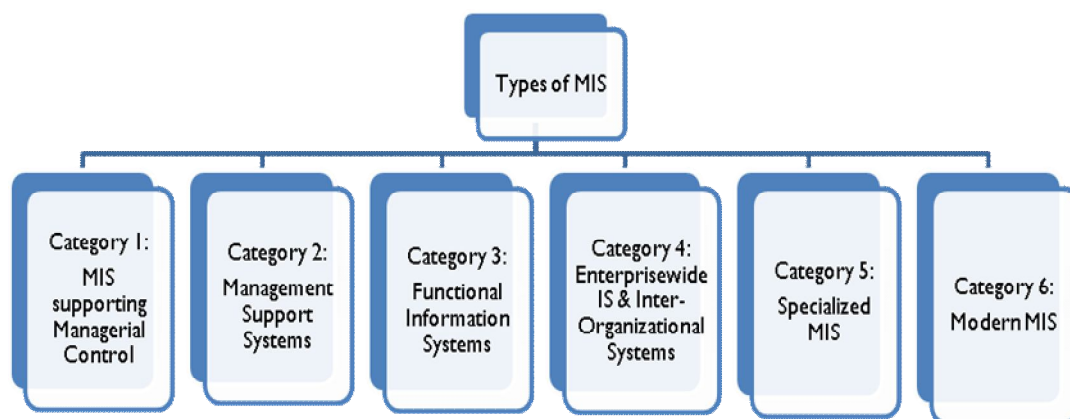 Types of MIS
Category 1:
MIS
supporting
Managerial
Control
Category 2:
Management
Support
Systems
Category 3:
Functional
Information
Systems
Category 4:
Enterprisewide
IS & Inter-
Organizational
Systems
Category 5:
Specialized
MIS
Category 6:
Modern MIS